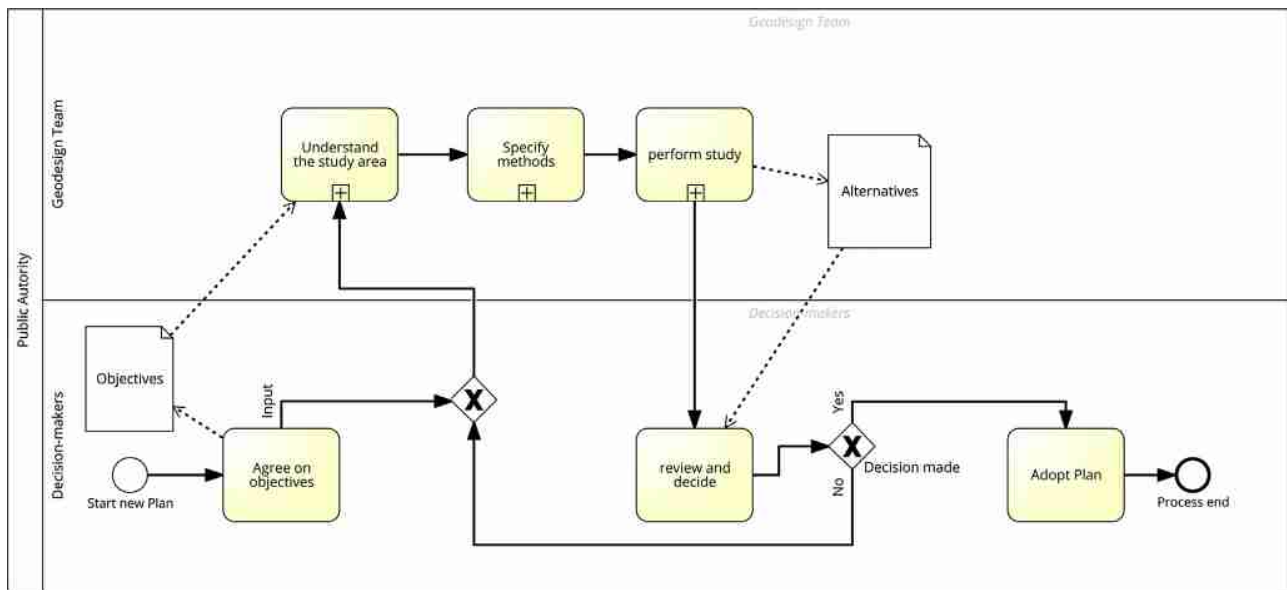 Geodesign Team
Public Autority
Geodesign Team
Understand
the study area
Specify
methods
perform study
Alternatives
Decision-makers
Decision-makers
Objectives
Input
Start new Plan
Agree on
objectives
review and
decide
Yes
No
Decision made
Adopt Plan
Process end